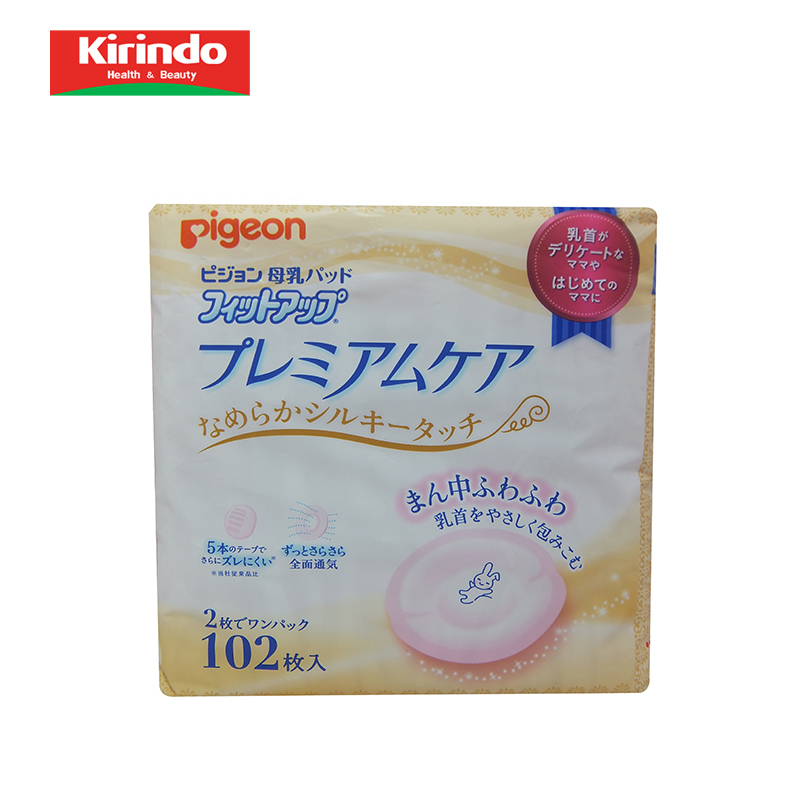 Kirindo
Health & Beauty
pigeon
ピジョン 母乳パッド
フィットアップ®
プレミアムケア
なめらかシルキータッチ
乳首が
デリケートな
ママや
はじめての
ママに
まん中ふわふわ
乳首をやさしく包みこむ
5本のテープで
さらにズレにくい※
※当社従来品比
ずっとさらさら
全面通気
2枚でワンパック
102枚入